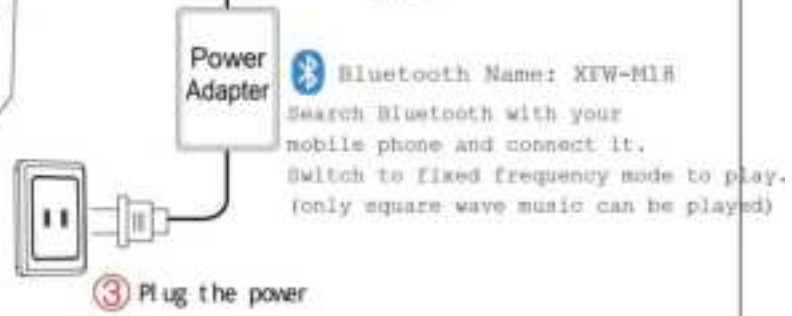 Power
Adapter
Bluetooth Name: XFW-M18
Search Bluetooth with your
mobile phone and connect it.
Switch to fixed frequency mode to play.
(only square wave music can be played)
③ Plug the power